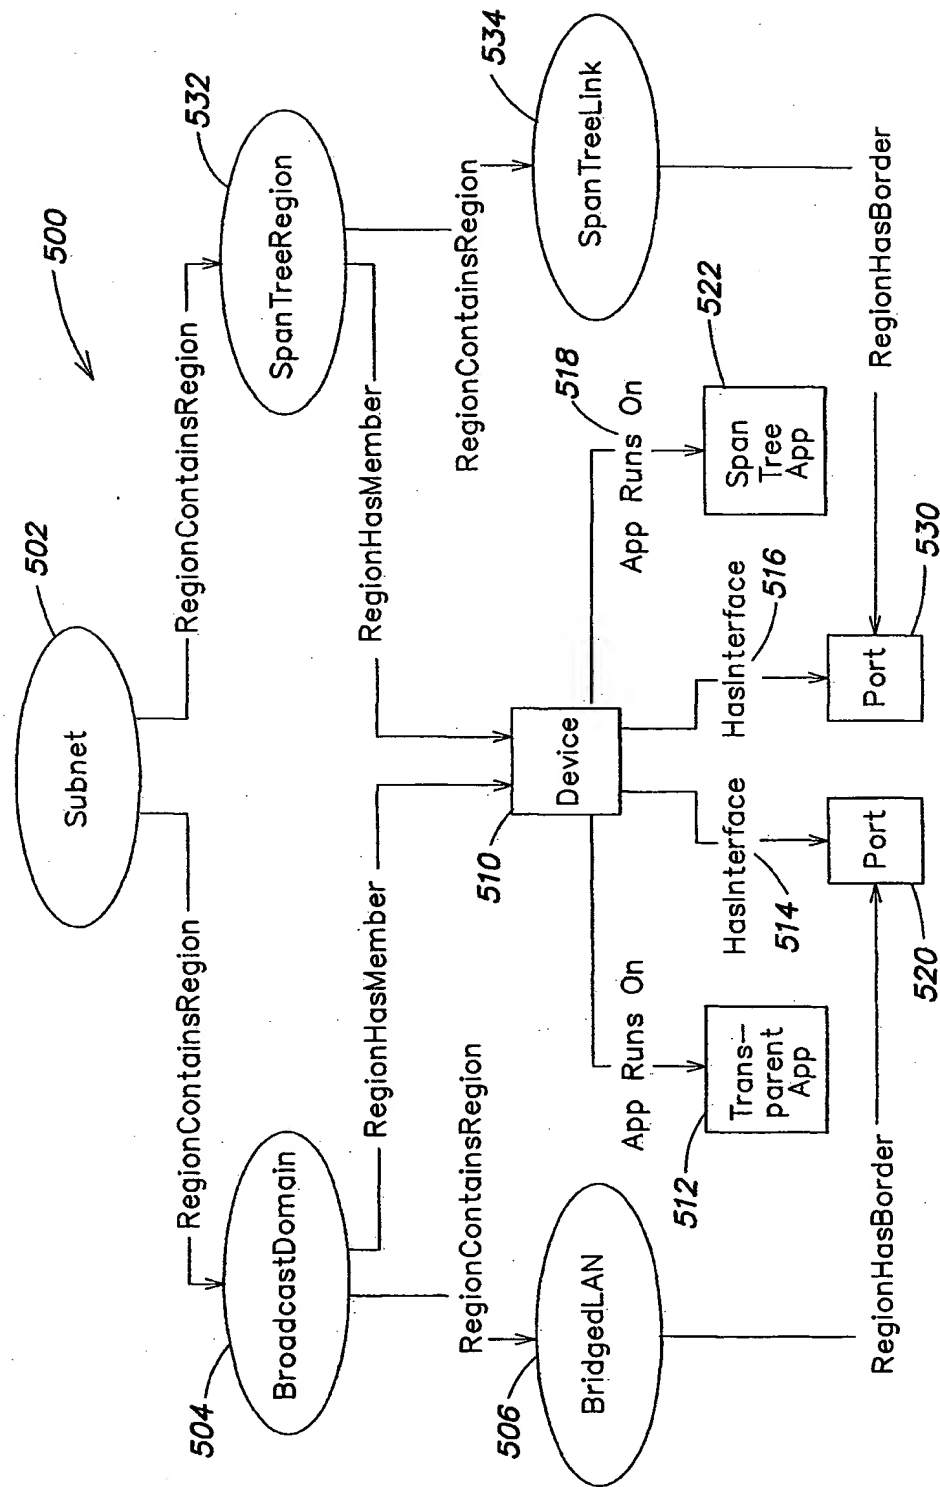 500
502
Subnet
RegionContainsRegion
RegionContainsRegion
504
BroadcastDomain
532
SpanTreeRegion
RegionHasMember
RegionHasMember
RegionContainsRegion
RegionContainsRegion
506
BridgedLAN
510
Device
534
SpanTreeLink
App Runs On
518
App Runs On
512
Trans-
parent
App
HasInterface
514
HasInterface
516
522
Span
Tree
App
RegionHasBorder
520
Port
Port
530
RegionHasBorder